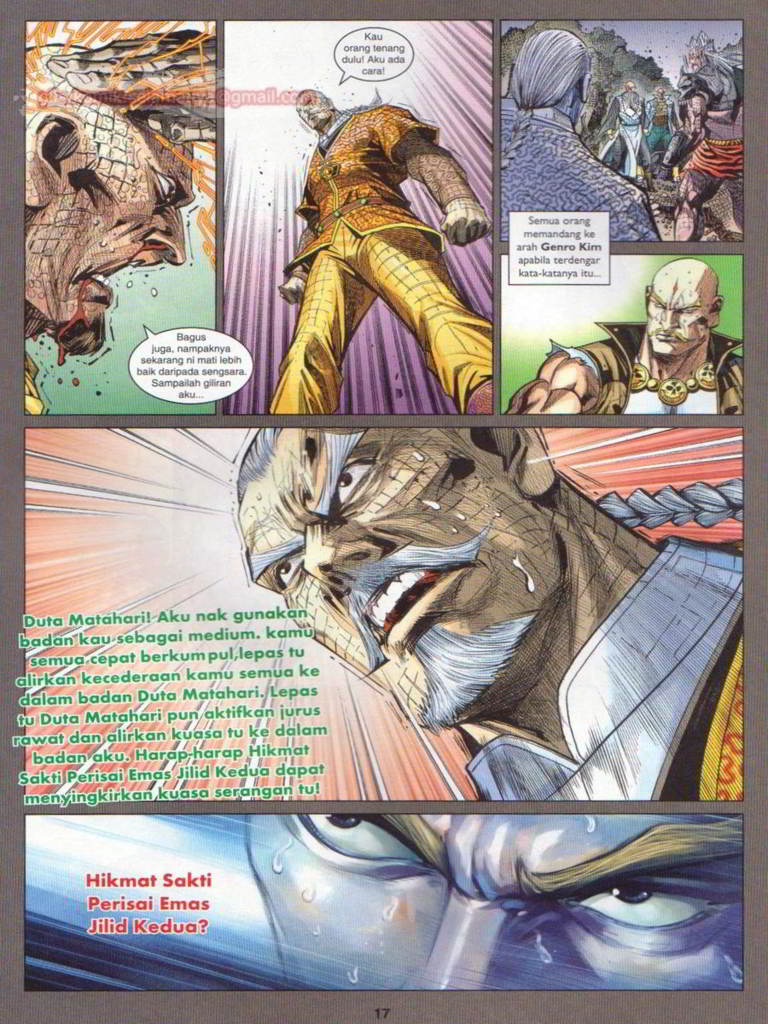 @gmail.com
Bagus
juga, nampaknya
sekarang ni mati lebih
baik daripada sengsara.
Sampailah giliran
aku...
Kau
orang tenang
dulu! Aku ada
cara!
Semua orang
memandang ke
arah Genro Kim
apabila terdengar
kata-katanya itu...
Duta Matahari! Aku nak gunakan
badan kau sebagai medium. kamu
semua cepat berkumpul,lepas tu
alirkan kecederaan kamu semua ke
dalam badan Duta Matahari. Lepas
tu Duta Matahari pun aktifkan jurus
rawat dan alirkan kuasa tu ke dalam
badan aku. Harap-harap Hikmat
Sakti Perisai Emas Jilid Kedua dapat
menyingkirkan kuasa serangan tu!
Hikmat Sakti
Perisai Emas
Jilid Kedua?
17